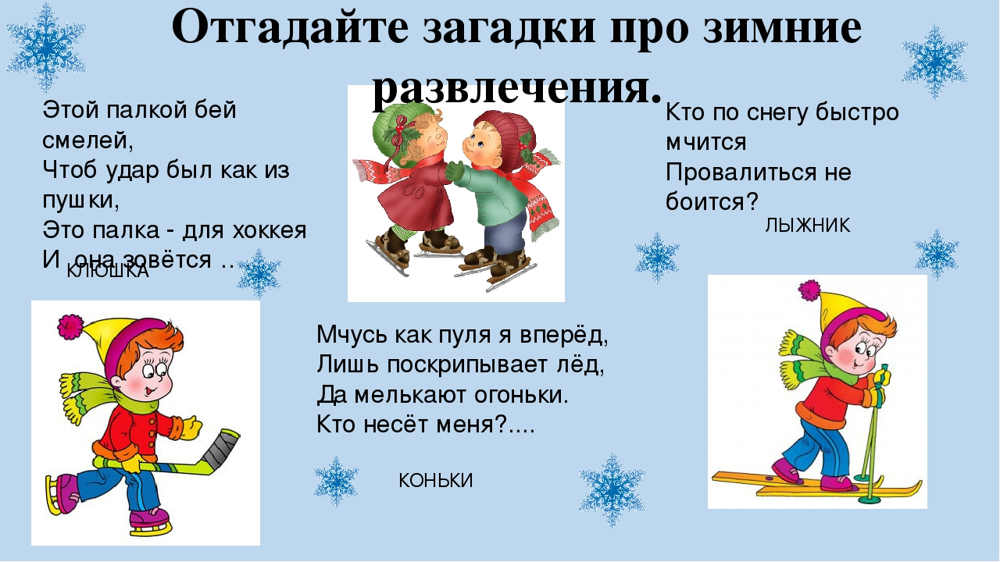 Отгадайте загадки про зимние
развлечения.
Этой палкой бей
смелей,
Чтоб удар был как из
пушки,
Это палка - для хоккея
И она зовётся …
КЛЮШКА
Мчусь как пуля я вперёд,
Лишь поскрипывает лёд,
Да мелькают огоньки.
Кто несёт меня?....
КОНЬКИ
Кто по снегу быстро
мчится
Провалиться не
боится?
ЛЫЖНИК